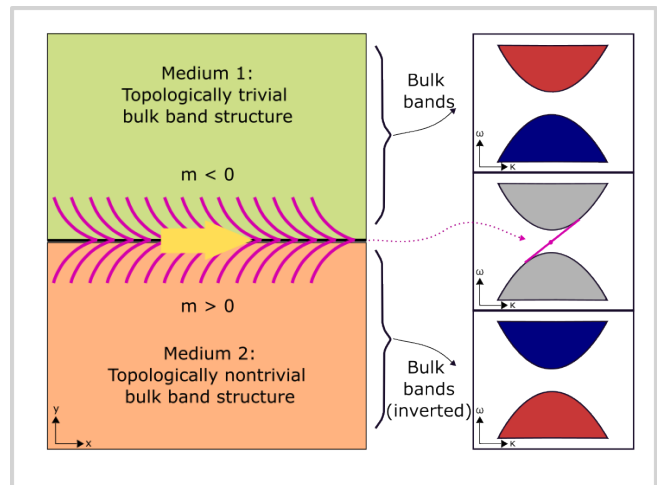 Medium 1:
Topologically trivial
bulk band structure
m < 0
m > 0
Medium 2:
Topologically nontrivial
bulk band structure
y
x
Bulk
bands
Bulk
bands
(inverted)
ω
κ
ω
κ
ω
κ